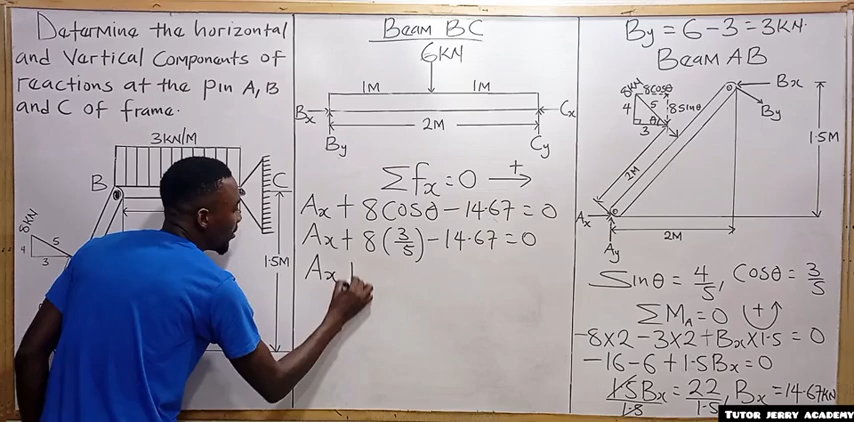 Determine the horizontal
and Vertical Components of
reactions at the pin A, B
and C of frame.
3KN/M
B
C
8KN
5
4
3
1.5M
Beam BC
6KN
1M 1M
Bx Cx
2M
By Cy
Σfx = 0 +→
Ax + 8cosθ - 14.67 = 0
Ax + 8(3/5) - 14.67 = 0
Ax +
By = 6 - 3 = 3KN.
Beam AB
8KN 8cosθ
4 5 8sinθ
3 θ
Bx
By
1.5M
2M
Ax
Ay
2M
Sinθ = 4/5, Cosθ = 3/5
ΣMA = 0 +
-8x2 - 3x2 + Bx x 1.5 = 0
-16 - 6 + 1.5Bx = 0
1.5Bx/1.5 = 22/1.5, Bx = 14.67KN
TUTOR JERRY ACADEMY